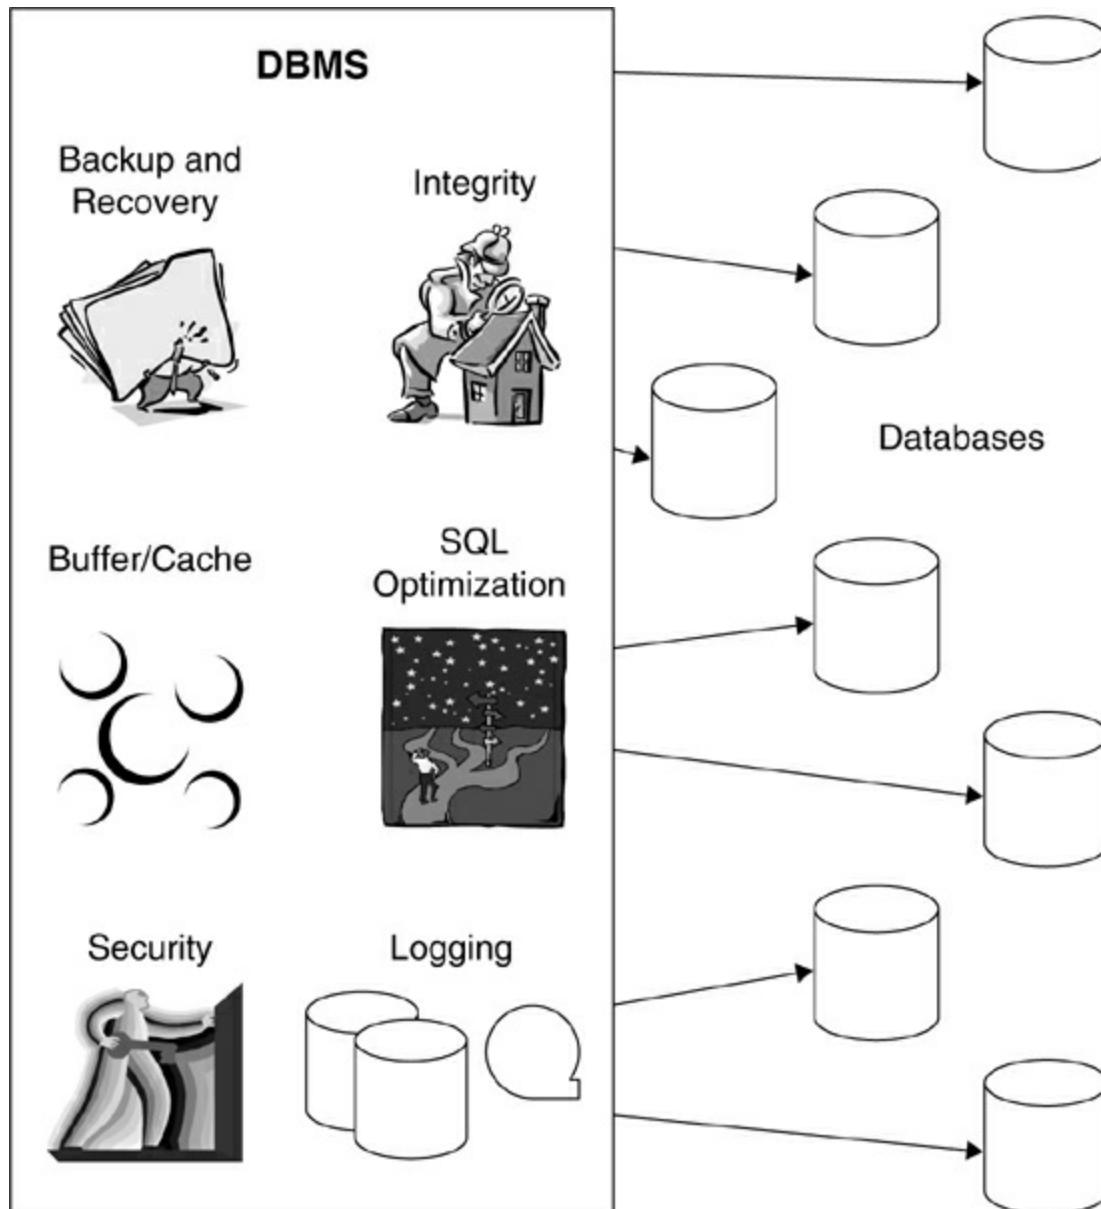 DBMS
Backup and
Recovery
Integrity
Databases
Buffer/Cache
SQL
Optimization
Security
Logging